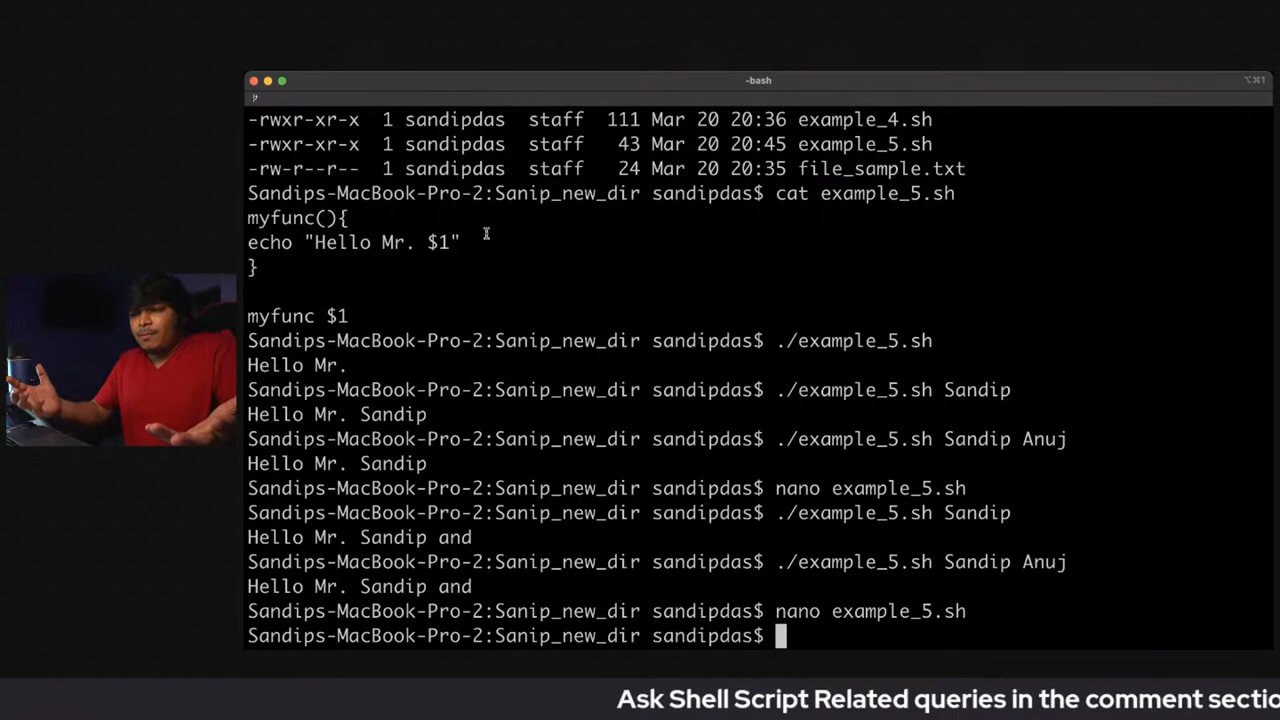 -bash
⌥⌘1
-rwxr-xr-x 1 sandipdas staff 111 Mar 20 20:36 example_4.sh
-rwxr-xr-x 1 sandipdas staff 43 Mar 20 20:45 example_5.sh
-rw-r--r-- 1 sandipdas staff 24 Mar 20 20:35 file_sample.txt
Sandips-MacBook-Pro-2:Sanip_new_dir sandipdas$ cat example_5.sh
myfunc(){
echo "Hello Mr. $1"
}
myfunc $1
Sandips-MacBook-Pro-2:Sanip_new_dir sandipdas$ ./example_5.sh
Hello Mr.
Sandips-MacBook-Pro-2:Sanip_new_dir sandipdas$ ./example_5.sh Sandip
Hello Mr. Sandip
Sandips-MacBook-Pro-2:Sanip_new_dir sandipdas$ ./example_5.sh Sandip Anuj
Hello Mr. Sandip
Sandips-MacBook-Pro-2:Sanip_new_dir sandipdas$ nano example_5.sh
Sandips-MacBook-Pro-2:Sanip_new_dir sandipdas$ ./example_5.sh Sandip
Hello Mr. Sandip and
Sandips-MacBook-Pro-2:Sanip_new_dir sandipdas$ ./example_5.sh Sandip Anuj
Hello Mr. Sandip and
Sandips-MacBook-Pro-2:Sanip_new_dir sandipdas$ nano example_5.sh
Sandips-MacBook-Pro-2:Sanip_new_dir sandipdas$
Ask Shell Script Related queries in the comment sectio